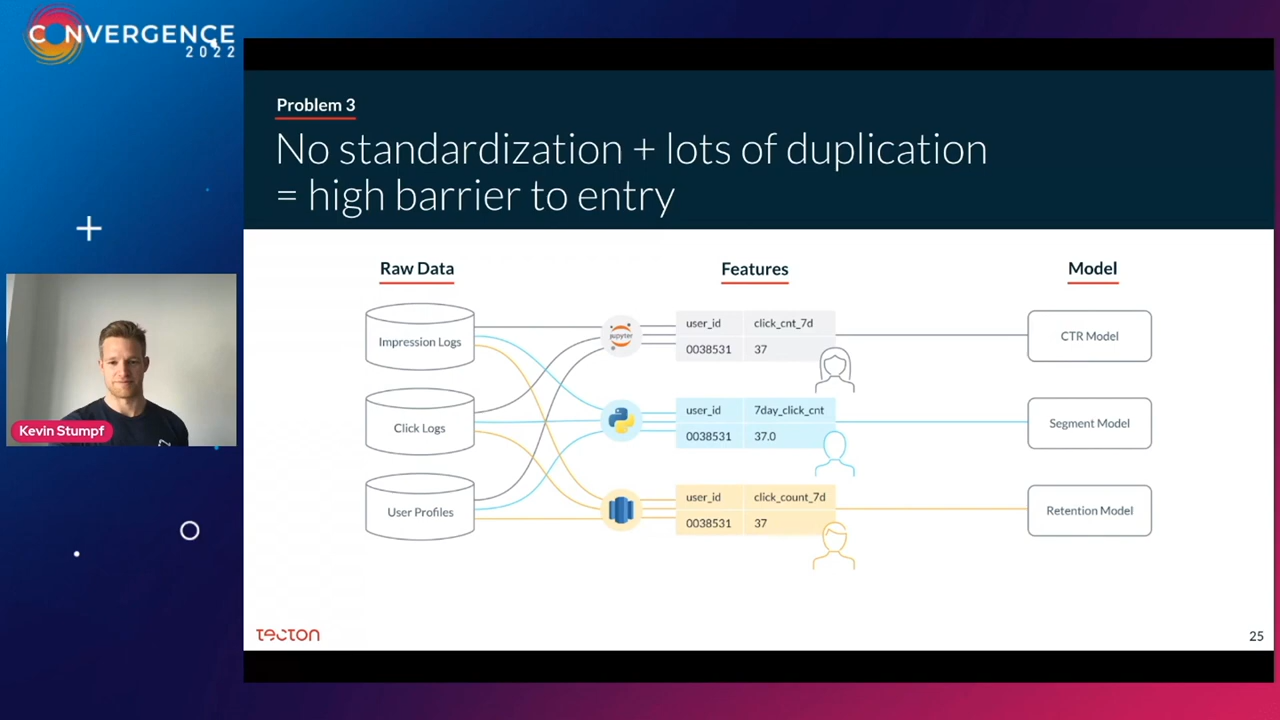 CONVERGENCE
2022
Problem 3
No standardization + lots of duplication
= high barrier to entry
Raw Data
Features
Model
Impression Logs
Click Logs
User Profiles
jupyter
user_id click_cnt_7d
0038531 37
user_id 7day_click_cnt
0038531 37.0
user_id click_count_7d
0038531 37
CTR Model
Segment Model
Retention Model
Kevin Stumpf
TECTON
25